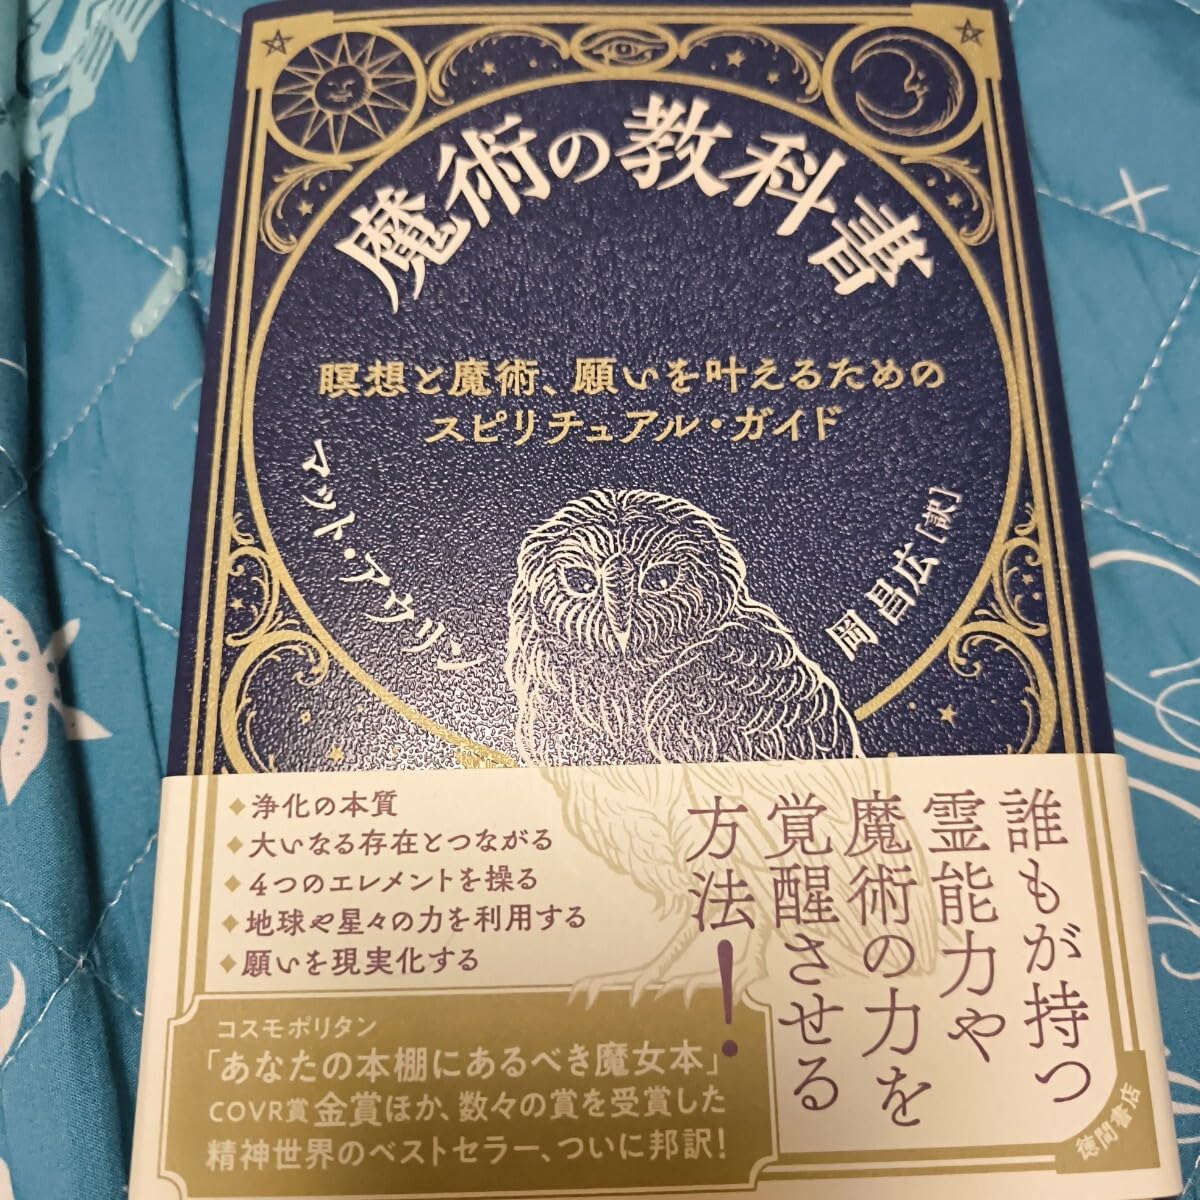 魔術の教科書
瞑想と魔術、願いを叶えるための
スピリチュアル・ガイド
マット・アウリン
岡 昌広[訳]
誰もが持つ
霊能力や
魔術の力を
覚醒させる
方法！
◆浄化の本質
◆大いなる存在とつながる
◆4つのエレメントを操る
◆地球や星々の力を利用する
◆願いを現実化する
コスモポリタン
「あなたの本棚にあるべき魔女本」
COVR賞 金賞ほか、数々の賞を受賞した
精神世界のベストセラー、ついに邦訳！
徳間書店